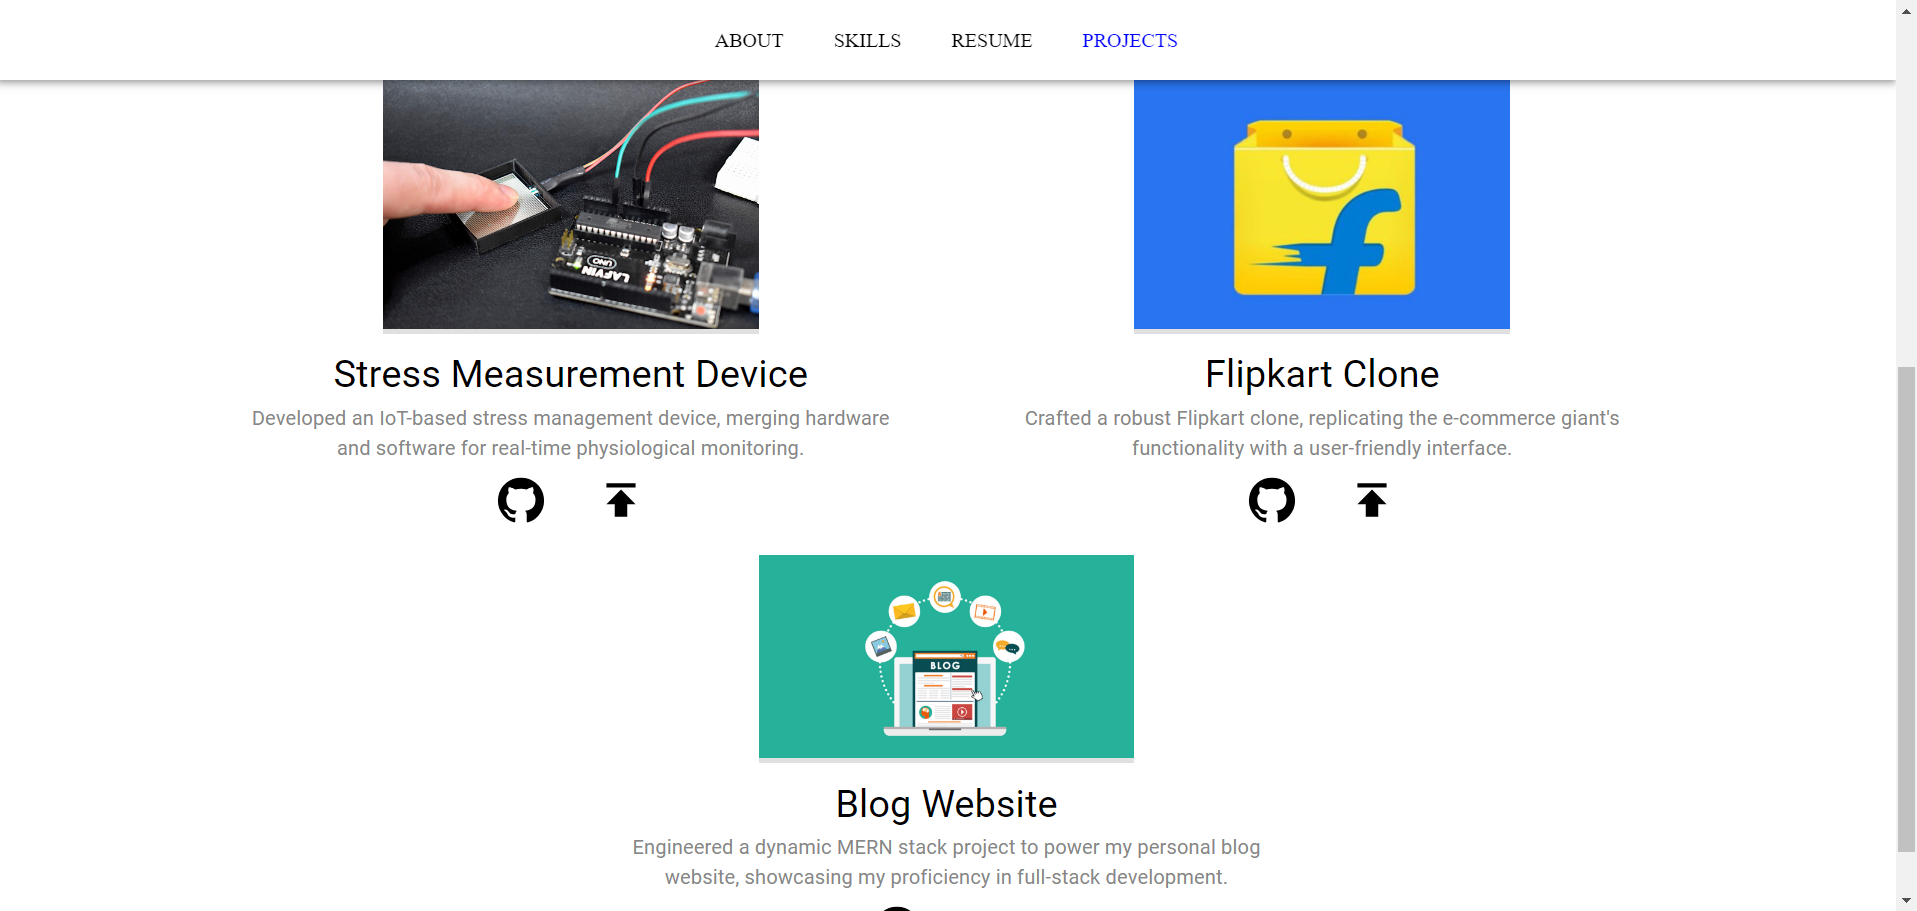 ABOUT SKILLS RESUME PROJECTS
UNO
LAFVIN
f
Stress Measurement Device
Developed an IoT-based stress management device, merging hardware
and software for real-time physiological monitoring.
Flipkart Clone
Crafted a robust Flipkart clone, replicating the e-commerce giant's
functionality with a user-friendly interface.
BLOG
Blog Website
Engineered a dynamic MERN stack project to power my personal blog
website, showcasing my proficiency in full-stack development.